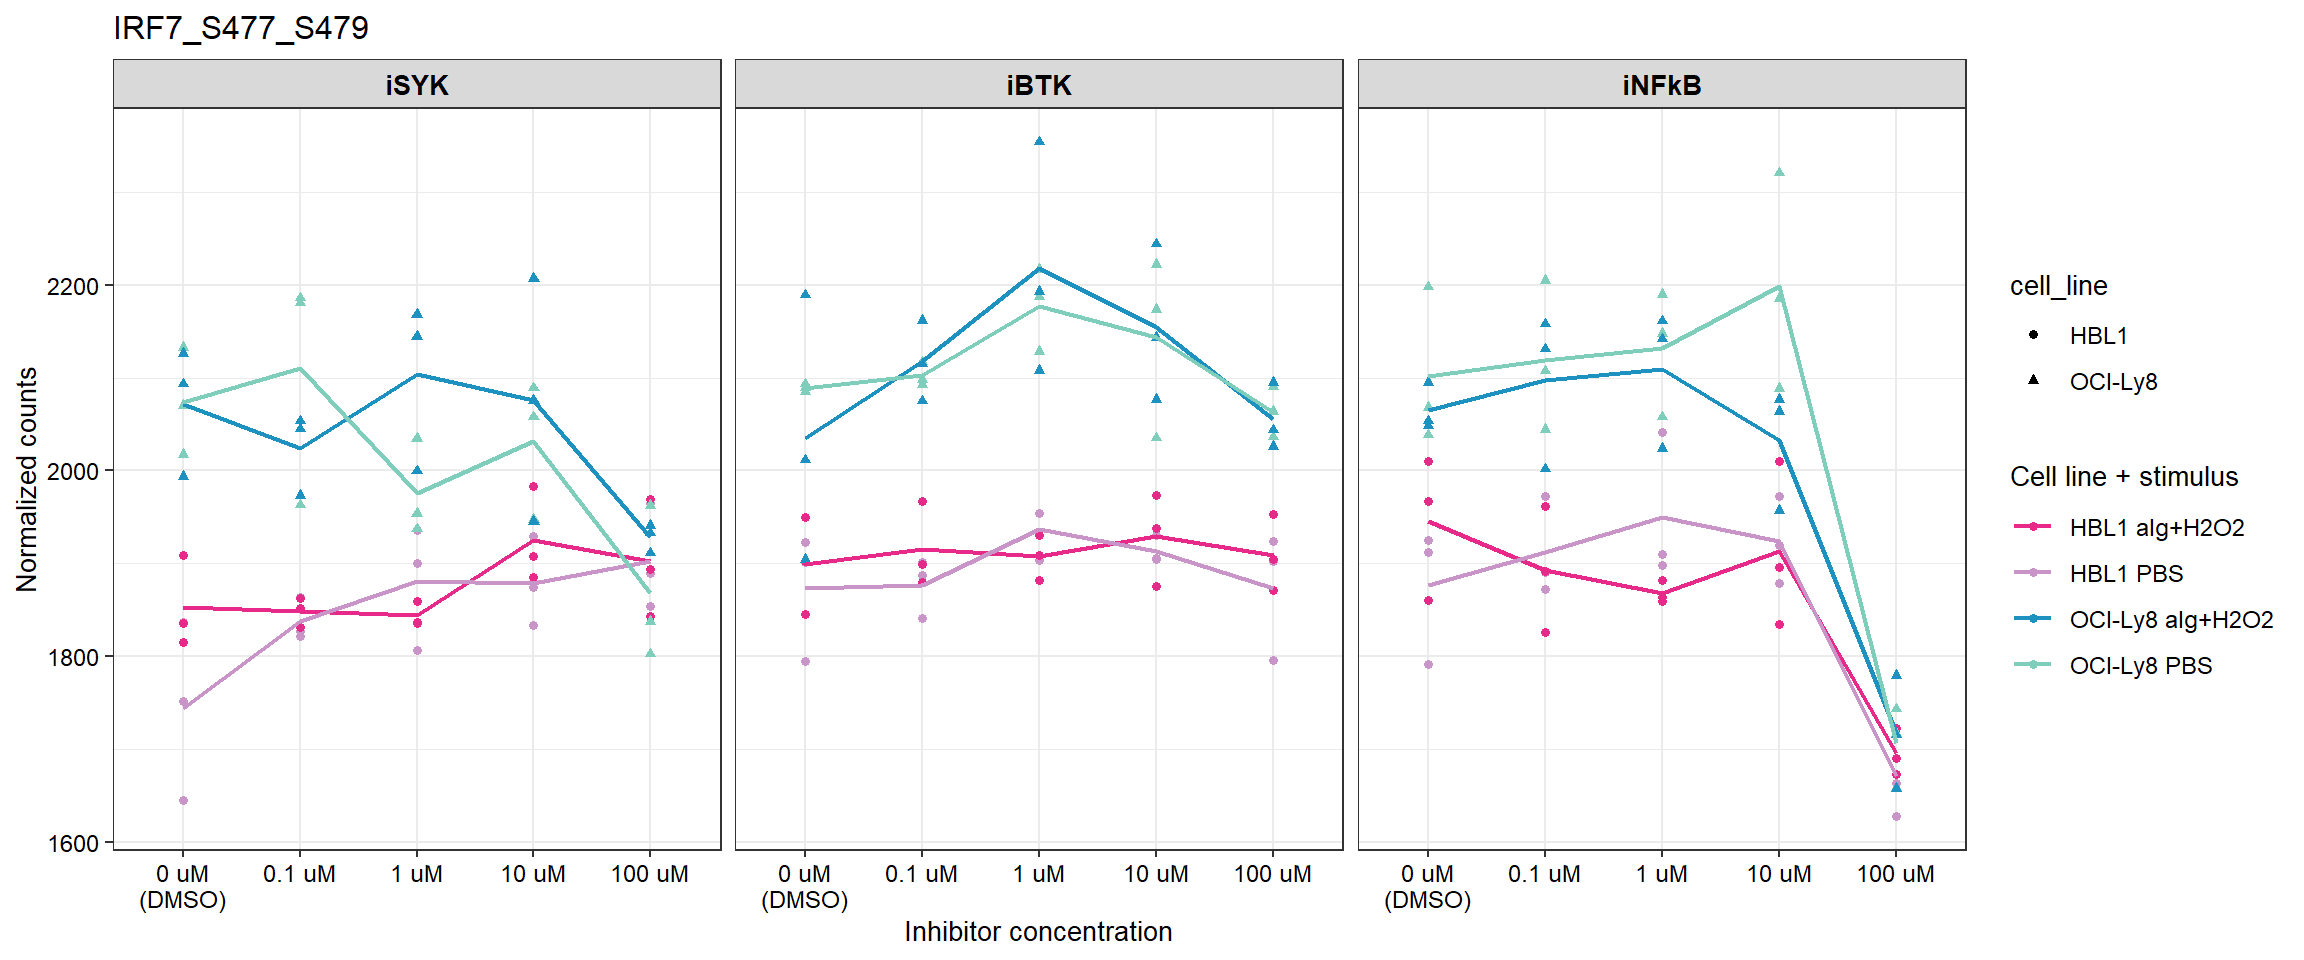 IRF7_S477_S479
iSYK
iBTK
iNFkB
Normalized counts
2200
2000
1800
1600
0 uM
(DMSO)
0.1 uM
1 uM
10 uM
100 uM
0 uM
(DMSO)
0.1 uM
1 uM
10 uM
100 uM
0 uM
(DMSO)
0.1 uM
1 uM
10 uM
100 uM
Inhibitor concentration
cell_line
HBL1
OCI-Ly8
Cell line + stimulus
HBL1 aIg+H2O2
HBL1 PBS
OCI-Ly8 aIg+H2O2
OCI-Ly8 PBS